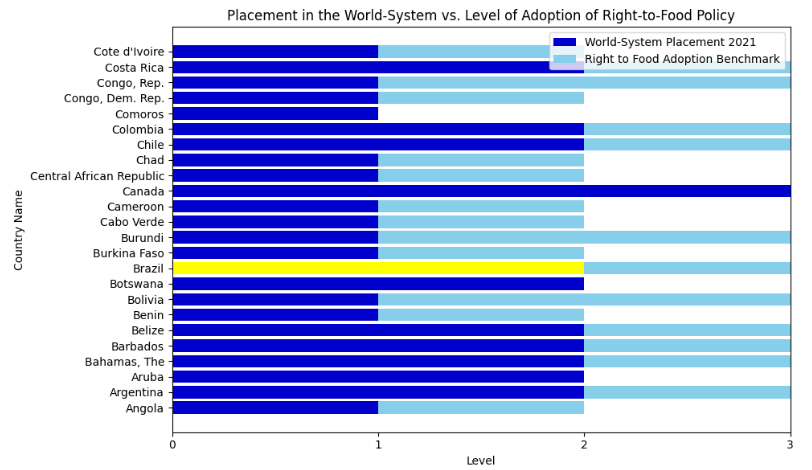 Placement in the World-System vs. Level of Adoption of Right-to-Food Policy
World-System Placement 2021
Right to Food Adoption Benchmark
Cote d'Ivoire
Costa Rica
Congo, Rep.
Congo, Dem. Rep.
Comoros
Colombia
Chile
Chad
Central African Republic
Canada
Cameroon
Cabo Verde
Burundi
Burkina Faso
Brazil
Botswana
Bolivia
Benin
Belize
Barbados
Bahamas, The
Aruba
Argentina
Angola
Country Name
0 1 2 3
Level